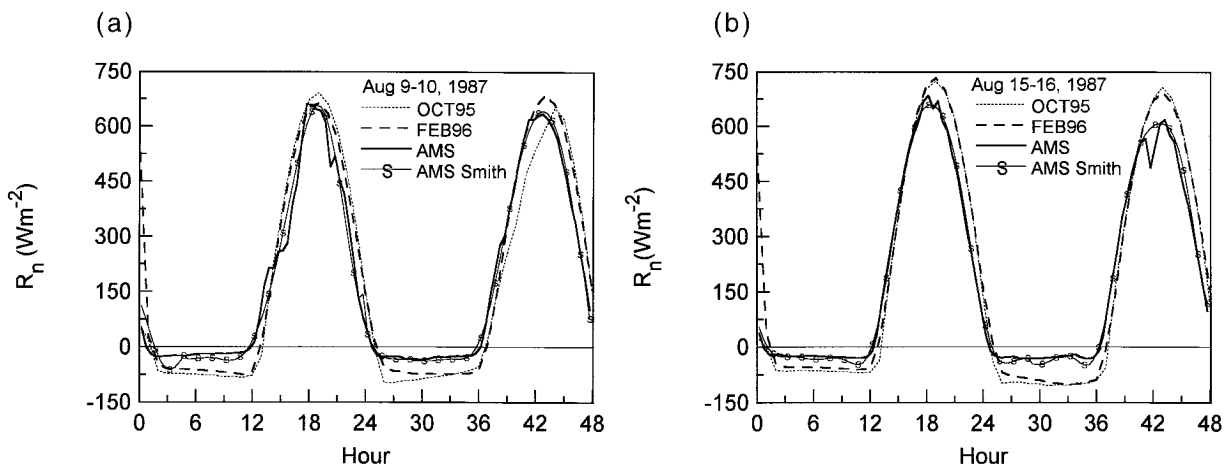 (a)
Aug 9-10, 1987
OCT95
FEB96
AMS
S AMS Smith
750
600
450
300
150
0
-150
R_n (Wm^-2)
0 6 12 18 24 30 36 42 48
Hour
(b)
Aug 15-16, 1987
OCT95
FEB96
AMS
S AMS Smith
750
600
450
300
150
0
-150
R_n(Wm^-2)
0 6 12 18 24 30 36 42 48
Hour